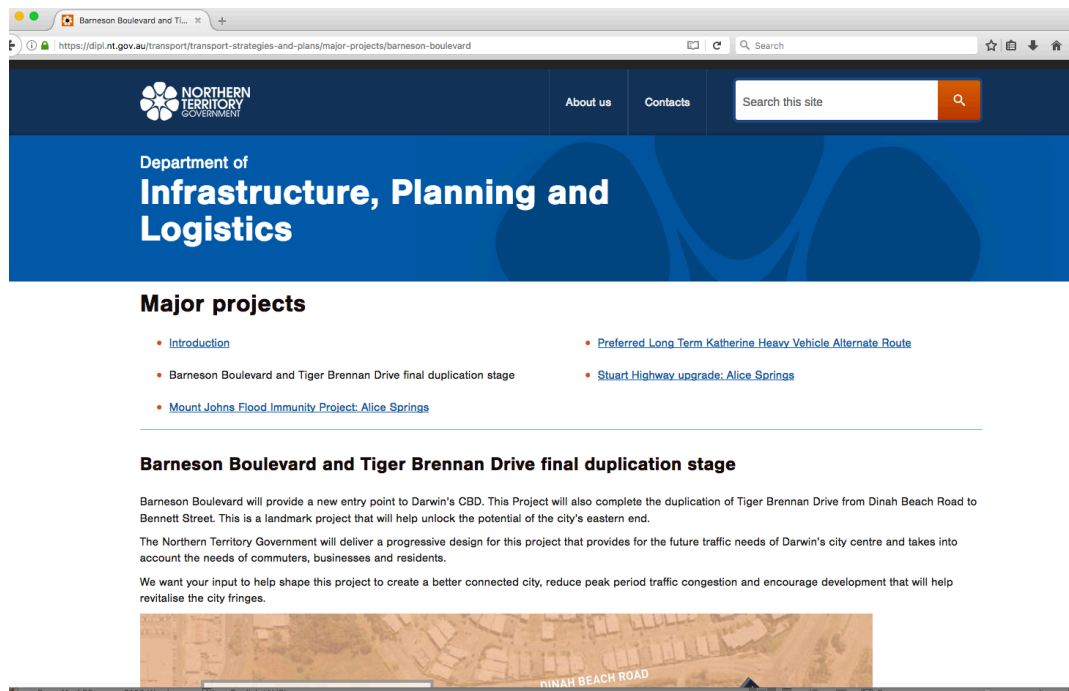 Barneson Boulevard and Ti...
https://dipl.nt.gov.au/transport/transport-strategies-and-plans/major-projects/barneson-boulevard
Search
NORTHERN
TERRITORY
GOVERNMENT
About us
Contacts
Search this site
Department of
Infrastructure, Planning and
Logistics
Major projects
Introduction
Barneson Boulevard and Tiger Brennan Drive final duplication stage
Mount Johns Flood Immunity Project: Alice Springs
Preferred Long Term Katherine Heavy Vehicle Alternate Route
Stuart Highway upgrade: Alice Springs
Barneson Boulevard and Tiger Brennan Drive final duplication stage
Barneson Boulevard will provide a new entry point to Darwin's CBD. This Project will also complete the duplication of Tiger Brennan Drive from Dinah Beach Road to
Bennett Street. This is a landmark project that will help unlock the potential of the city's eastern end.
The Northern Territory Government will deliver a progressive design for this project that provides for the future traffic needs of Darwin's city centre and takes into
account the needs of commuters, businesses and residents.
We want your input to help shape this project to create a better connected city, reduce peak period traffic congestion and encourage development that will help
revitalise the city fringes.
DINAH BEACH ROAD